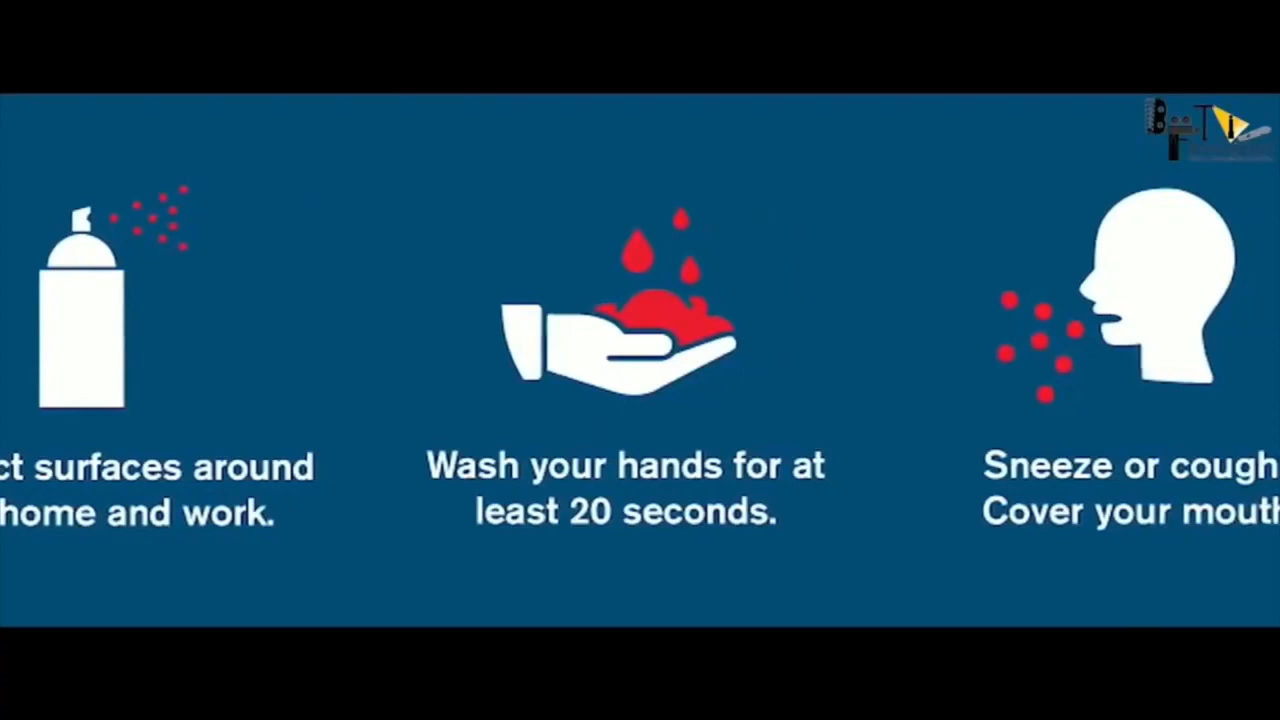 ct surfaces around
home and work.
Wash your hands for at
least 20 seconds.
Sneeze or cough
Cover your mouth